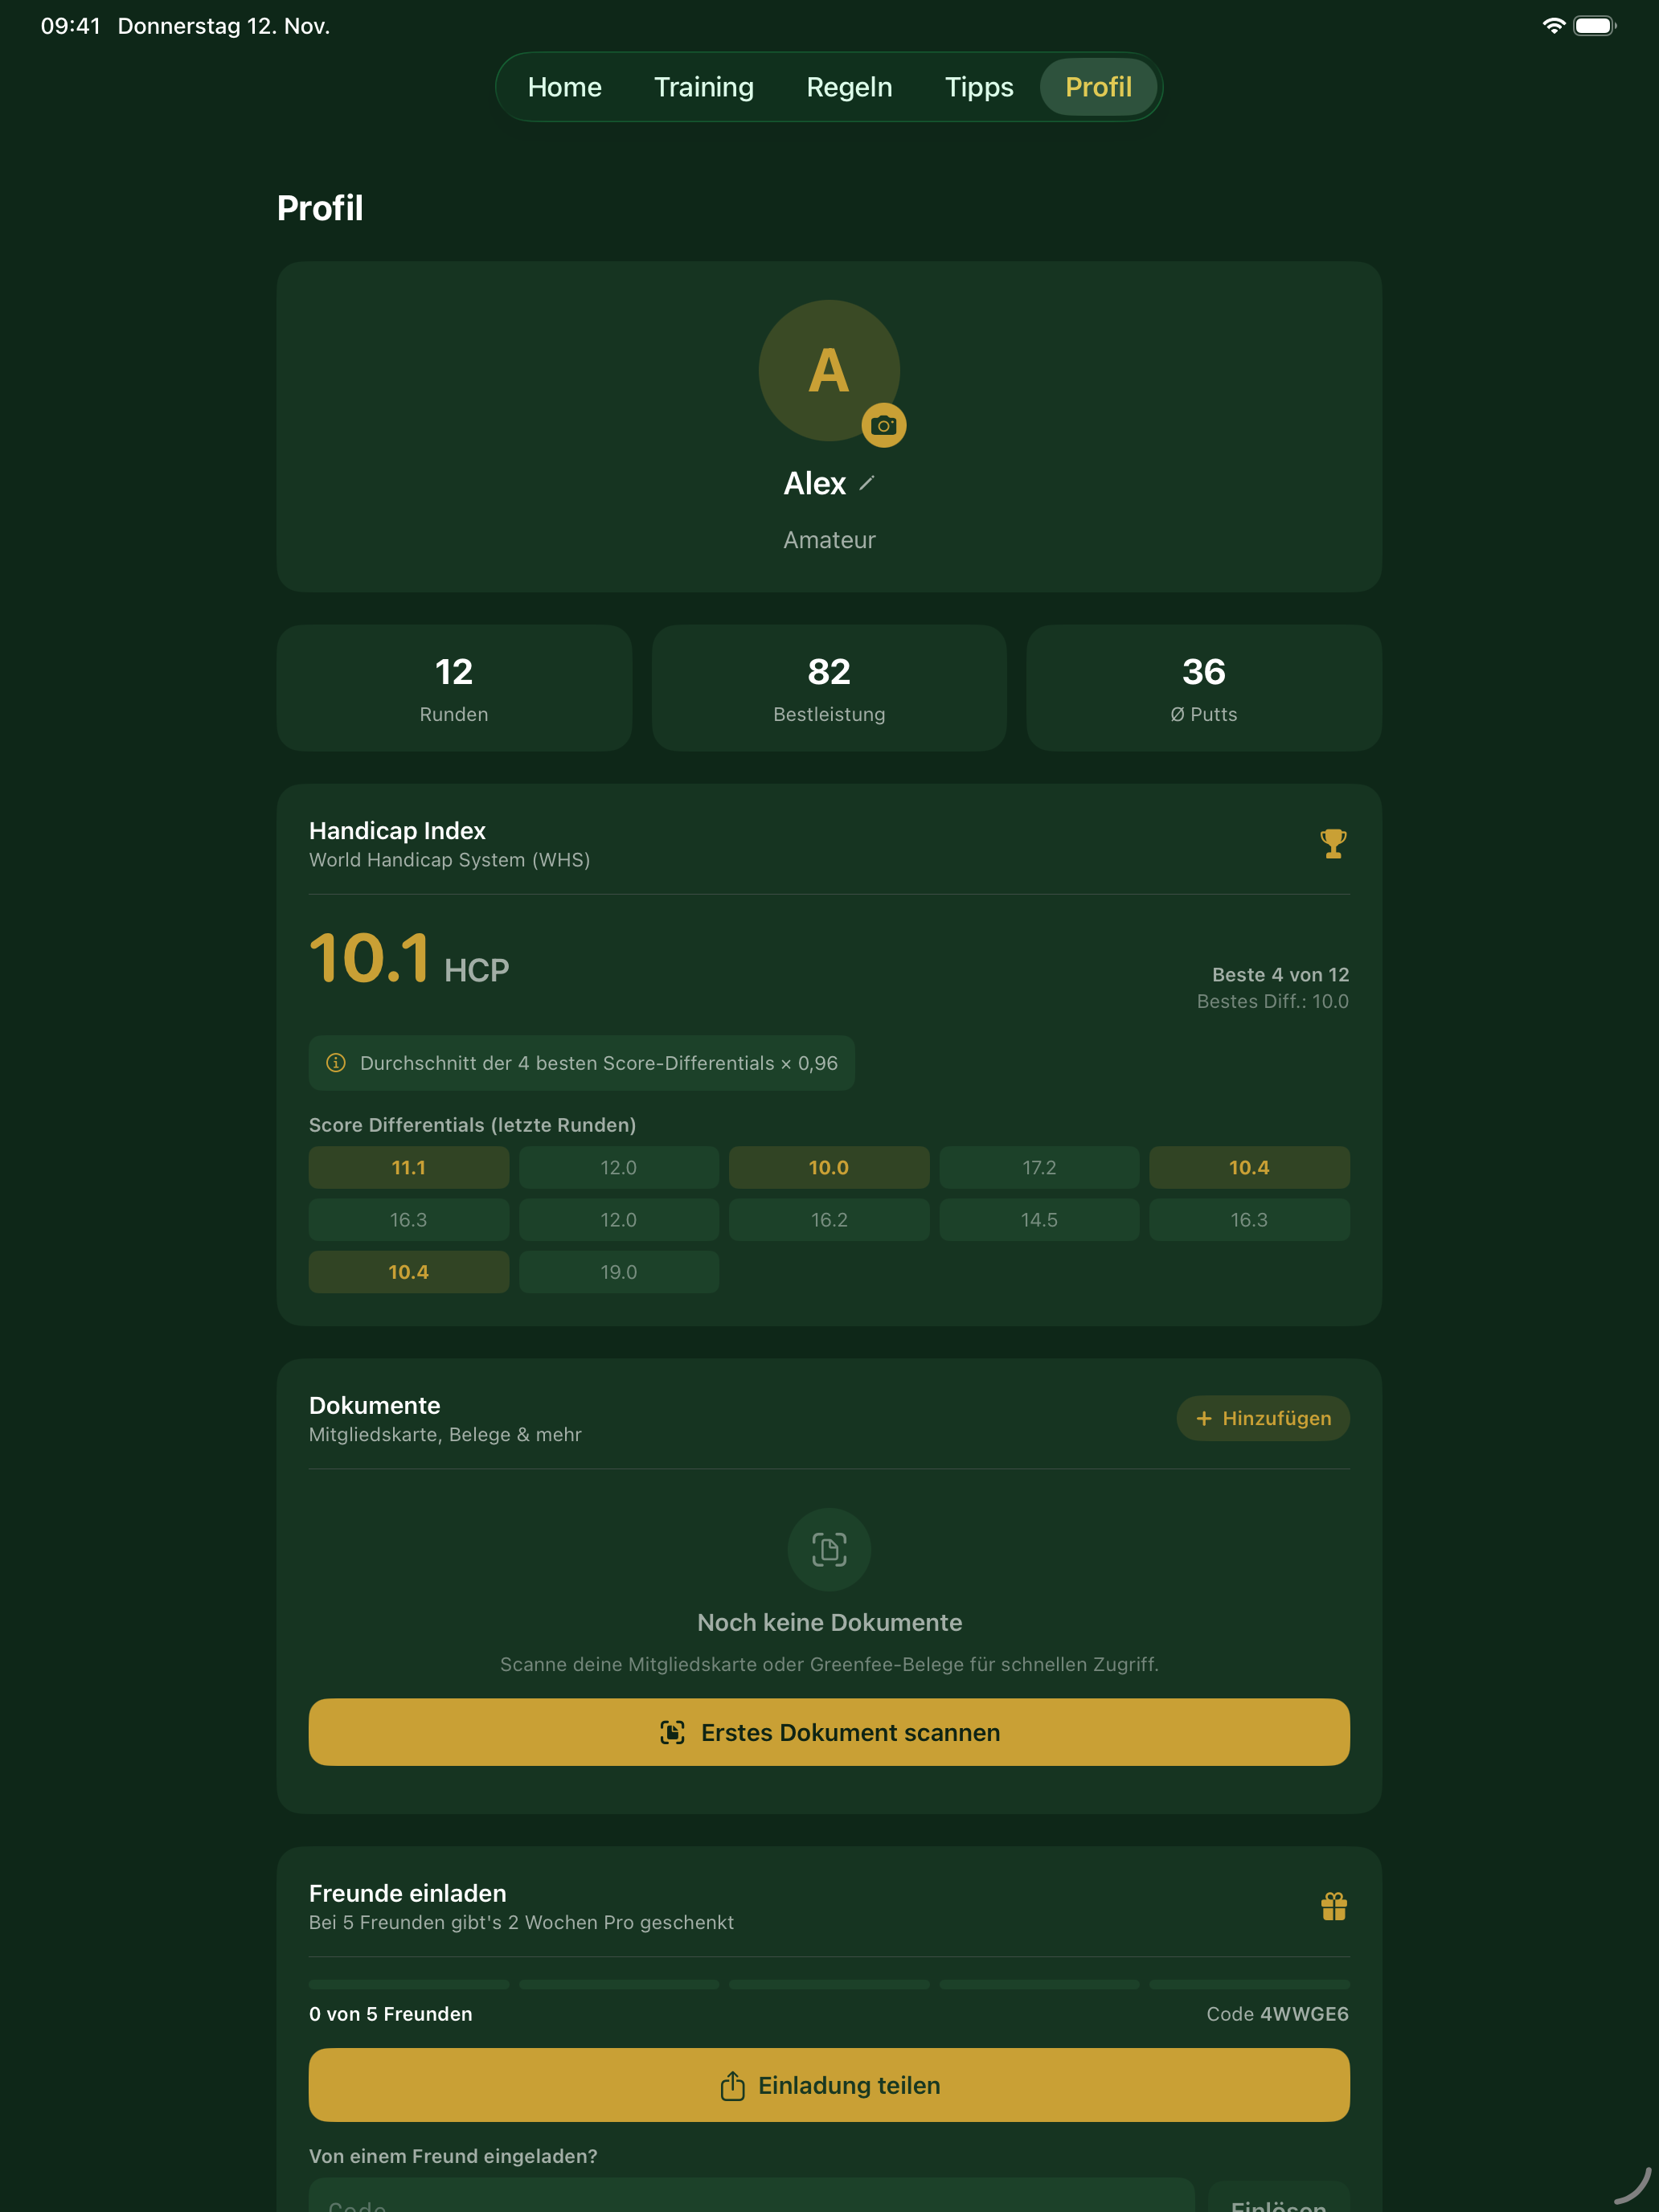 09:41 Donnerstag 12. Nov.
Home Training Regeln Tipps Profil
Profil
A
Alex
Amateur
12
Runden
82
Bestleistung
36
Ø Putts
Handicap Index
World Handicap System (WHS)
10.1 HCP
Beste 4 von 12
Bestes Diff.: 10.0
Durchschnitt der 4 besten Score-Differentials × 0,96
Score Differentials (letzte Runden)
11.1 12.0 10.0 17.2 10.4
16.3 12.0 16.2 14.5 16.3
10.4 19.0
Dokumente
Mitgliedskarte, Belege & mehr
+ Hinzufügen
Noch keine Dokumente
Scanne deine Mitgliedskarte oder Greenfee-Belege für schnellen Zugriff.
Erstes Dokument scannen
Freunde einladen
Bei 5 Freunden gibt's 2 Wochen Pro geschenkt
0 von 5 Freunden
Code 4WWGE6
Einladung teilen
Von einem Freund eingeladen?
Code
Einlösen